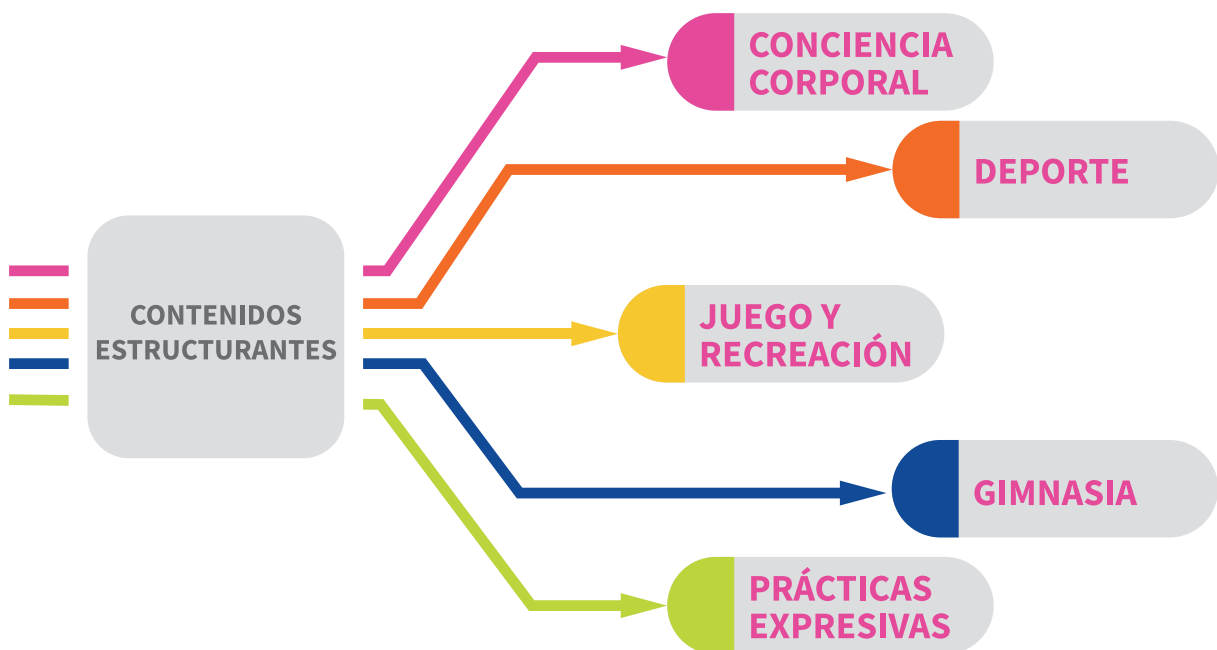 CONTENIDOS
ESTRUCTURANTES
CONCIENCIA
CORPORAL
DEPORTE
JUEGO Y
RECREACIÓN
GIMNASIA
PRÁCTICAS
EXPRESIVAS